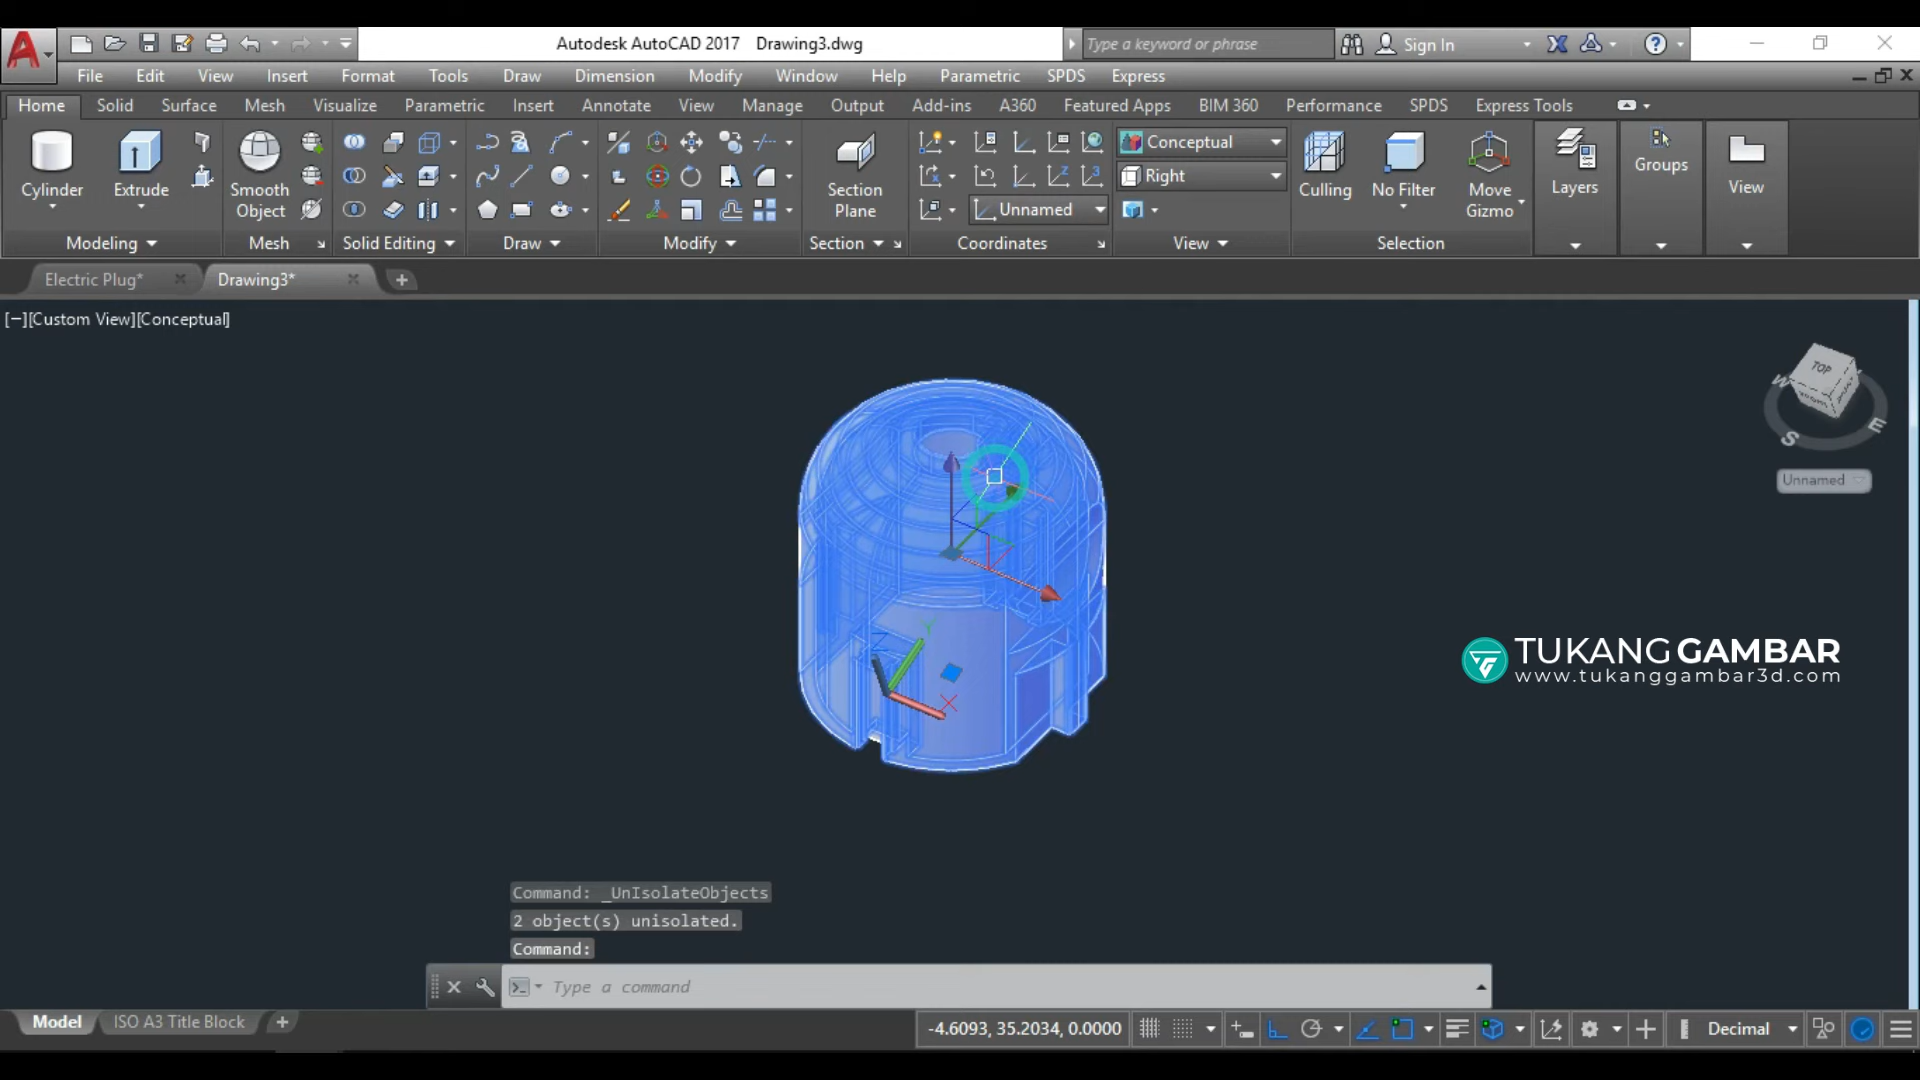 Autodesk AutoCAD 2017 Drawing3.dwg
Type a keyword or phrase
Sign In
File Edit View Insert Format Tools Draw Dimension Modify Window Help Parametric SPDS Express
Home Solid Surface Mesh Visualize Parametric Insert Annotate View Manage Output Add-ins A360 Featured Apps BIM 360 Performance SPDS Express Tools
Cylinder
Extrude
Smooth
Object
Section
Plane
Conceptual
Right
Unnamed
Culling
No Filter
Move
Gizmo
Layers
Groups
View
Modeling Mesh Solid Editing Draw Modify Section Coordinates View Selection
Electric Plug* Drawing3*
[−][Custom View][Conceptual]
TOP
W
S
E
Unnamed
Z
Y
X
TUKANG GAMBAR
www.tukanggambar3d.com
Command: _UnIsolateObjects
2 object(s) unisolated.
Command:
Type a command
Model ISO A3 Title Block
-4.6093, 35.2034, 0.0000
Decimal